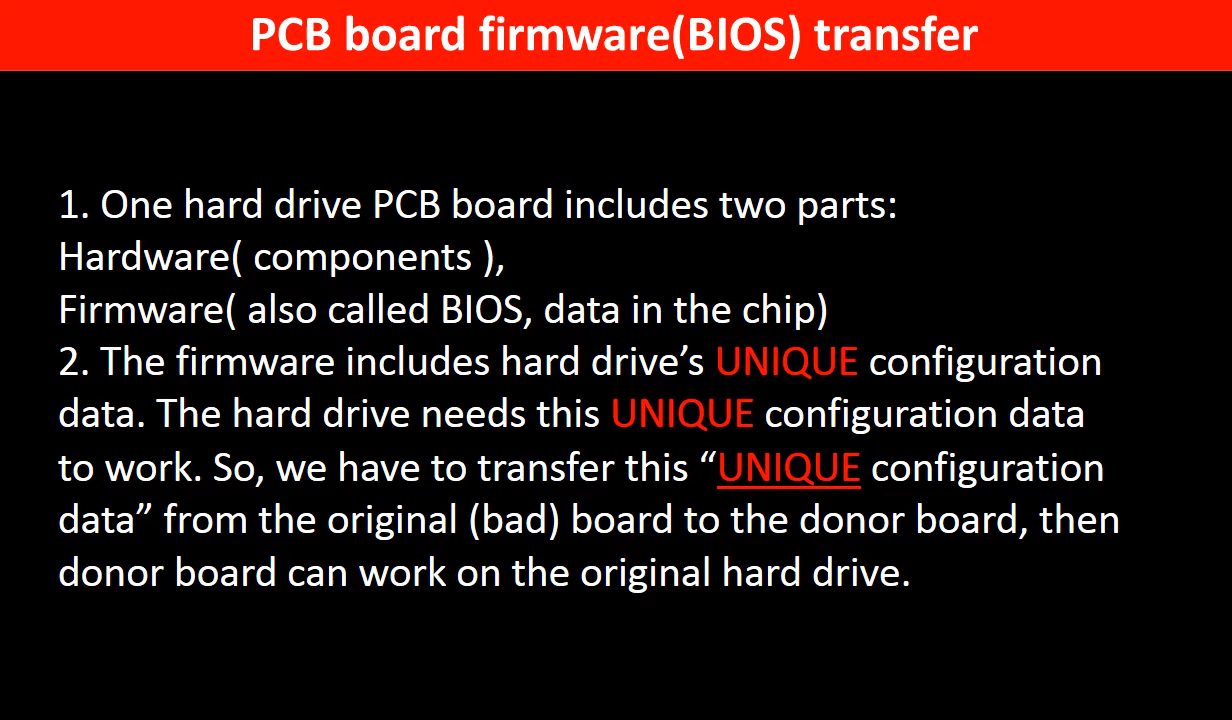 PCB board firmware(BIOS) transfer
1. One hard drive PCB board includes two parts:
Hardware( components ),
Firmware( also called BIOS, data in the chip)
2. The firmware includes hard drive’s UNIQUE configuration
data. The hard drive needs this UNIQUE configuration data
to work. So, we have to transfer this “UNIQUE configuration
data” from the original (bad) board to the donor board, then
donor board can work on the original hard drive.